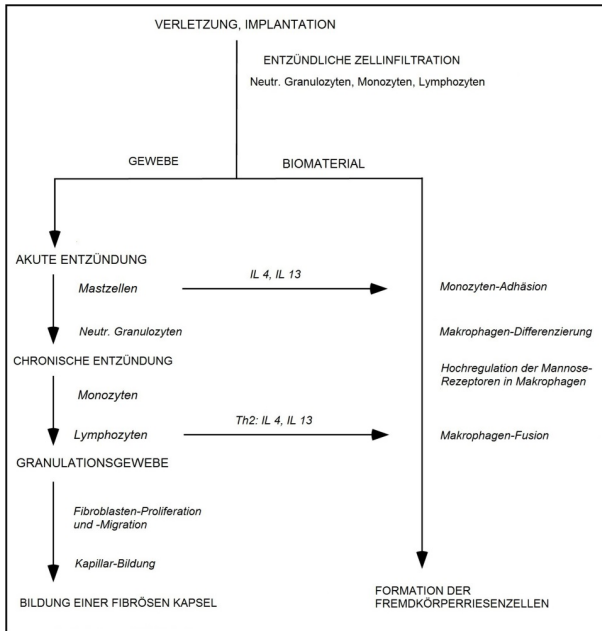 VERLETZUNG, IMPLANTATION
ENTZÜNDLICHE ZELLINFILTRATION
Neutr. Granulozyten, Monozyten, Lymphozyten
GEWEBE
BIOMATERIAL
AKUTE ENTZÜNDUNG
Mastzellen
IL 4, IL 13
Monozyten-Adhäsion
Neutr. Granulozyten
Makrophagen-Differenzierung
CHRONISCHE ENTZÜNDUNG
Hochregulation der Mannose-
Rezeptoren in Makrophagen
Monozyten
Lymphozyten
Th2: IL 4, IL 13
Makrophagen-Fusion
GRANULATIONSGEWEBE
Fibroblasten-Proliferation
und -Migration
Kapillar-Bildung
BILDUNG EINER FIBRÖSEN KAPSEL
FORMATION DER
FREMDKÖRPERRIESENZELLEN